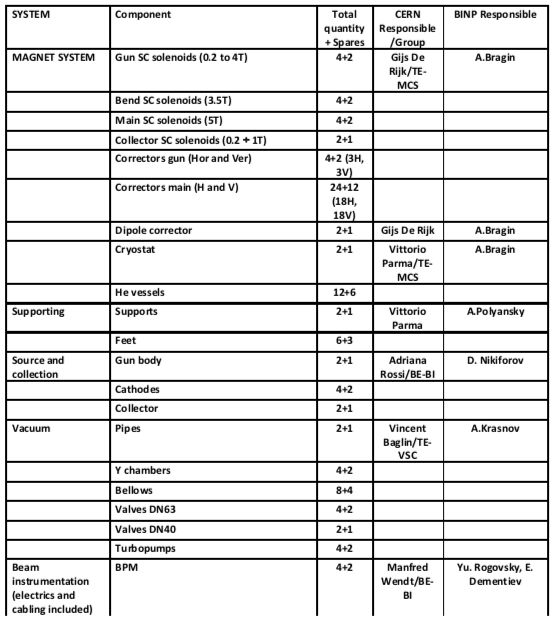 SYSTEM Component Total quantity + Spares CERN Responsible /Group BINP Responsible
MAGNET SYSTEM Gun SC solenoids (0.2 to 4T) 4+2 Gijs De Rijk/TE-MCS A.Bragin
Bend SC solenoids (3.5T) 4+2
Main SC solenoids (5T) 4+2
Collector SC solenoids (0.2 ÷ 1T) 2+1
Correctors gun (Hor and Ver) 4+2 (3H, 3V)
Correctors main (H and V) 24+12 (18H, 18V)
Dipole corrector 2+1 Gijs De Rijk A.Bragin
Cryostat 2+1 Vittorio Parma/TE-MCS A.Bragin
He vessels 12+6
Supporting Supports 2+1 Vittorio Parma A.Polyansky
Feet 6+3
Source and collection Gun body 2+1 Adriana Rossi/BE-BI D. Nikiforov
Cathodes 4+2
Collector 2+1
Vacuum Pipes 2+1 Vincent Baglin/TE-VSC A.Krasnov
Y chambers 4+2
Bellows 8+4
Valves DN63 4+2
Valves DN40 2+1
Turbopumps 4+2
Beam instrumentation (electrics and cabling included) BPM 4+2 Manfred Wendt/BE-BI Yu. Rogovsky, E. Dementiev